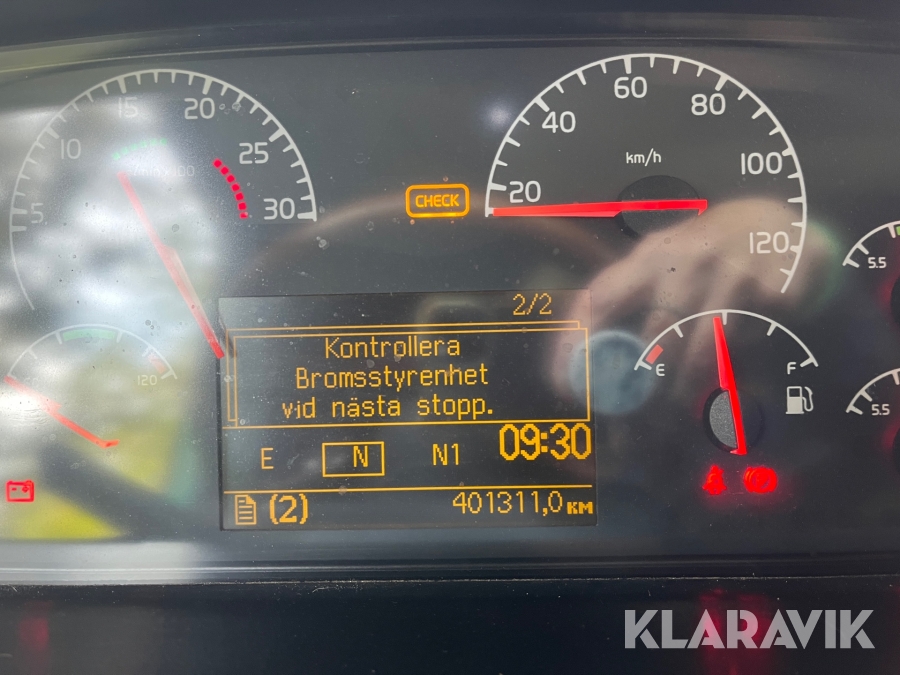 5 10 15 20 25 30
20 40 60 80 100 120
km/h
CHECK
5.5
120
2/2
Kontrollera
Bromsstyrenhet
vid nästa stopp.
E N N1 09:30
(2) 401311,0 KM
E F
5.5
KLARAVIK